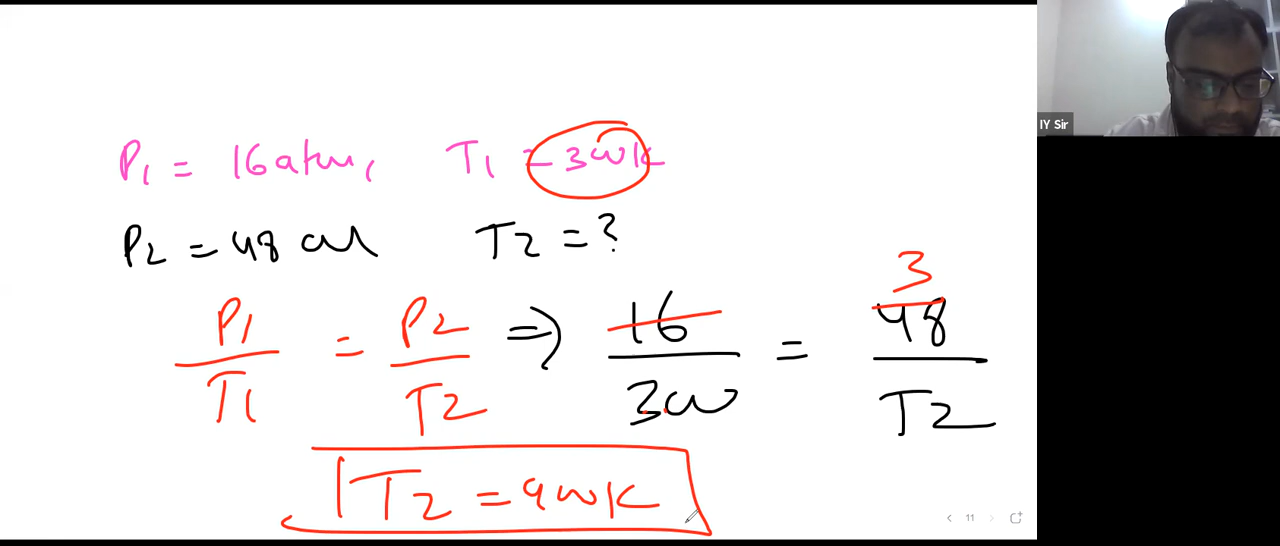 P1 = 16 atm, T1 = 300K
P2 = 48 atm T2 = ?
P1/T1 = P2/T2 ⇒ 16/300 = 48/T2
3
T2 = 900K
IY Sir
11